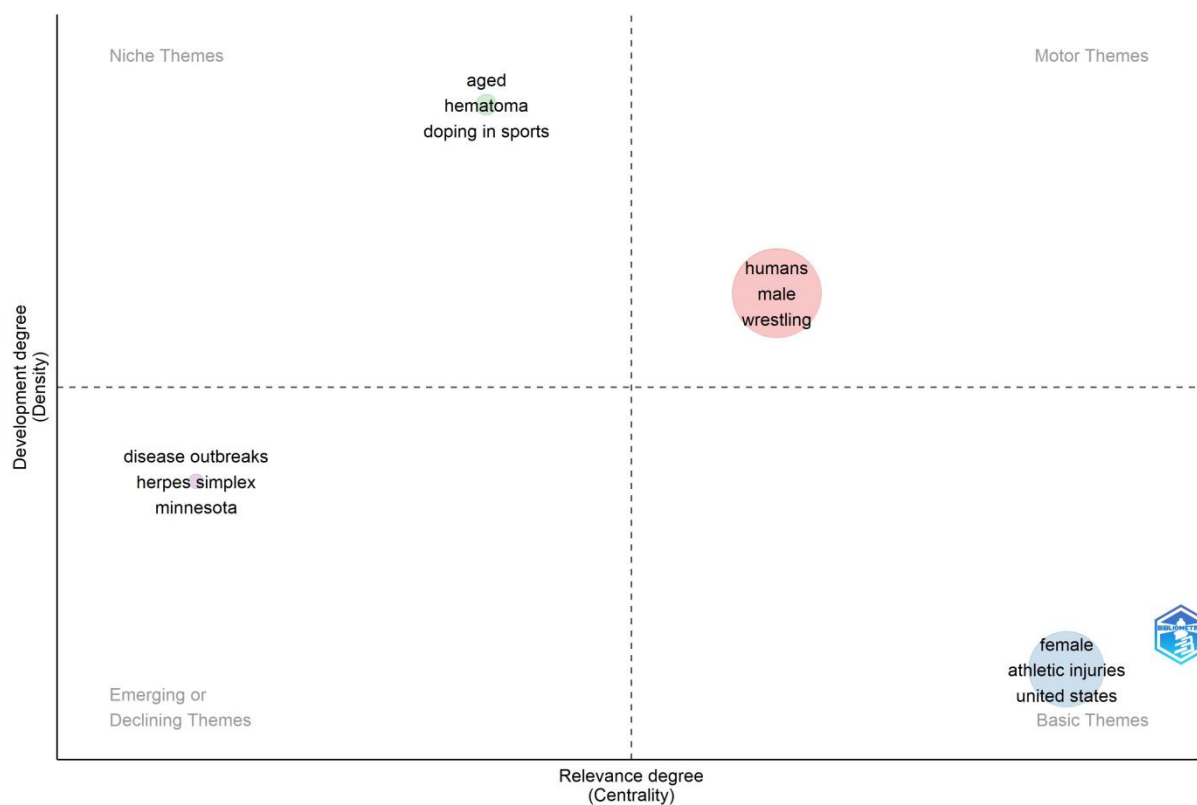 Niche Themes
Motor Themes
aged
hematoma
doping in sports
humans
male
wrestling
Development degree
(Density)
disease outbreaks
herpes simplex
minnesota
female
athletic injuries
united states
Emerging or
Declining Themes
Basic Themes
Relevance degree
(Centrality)